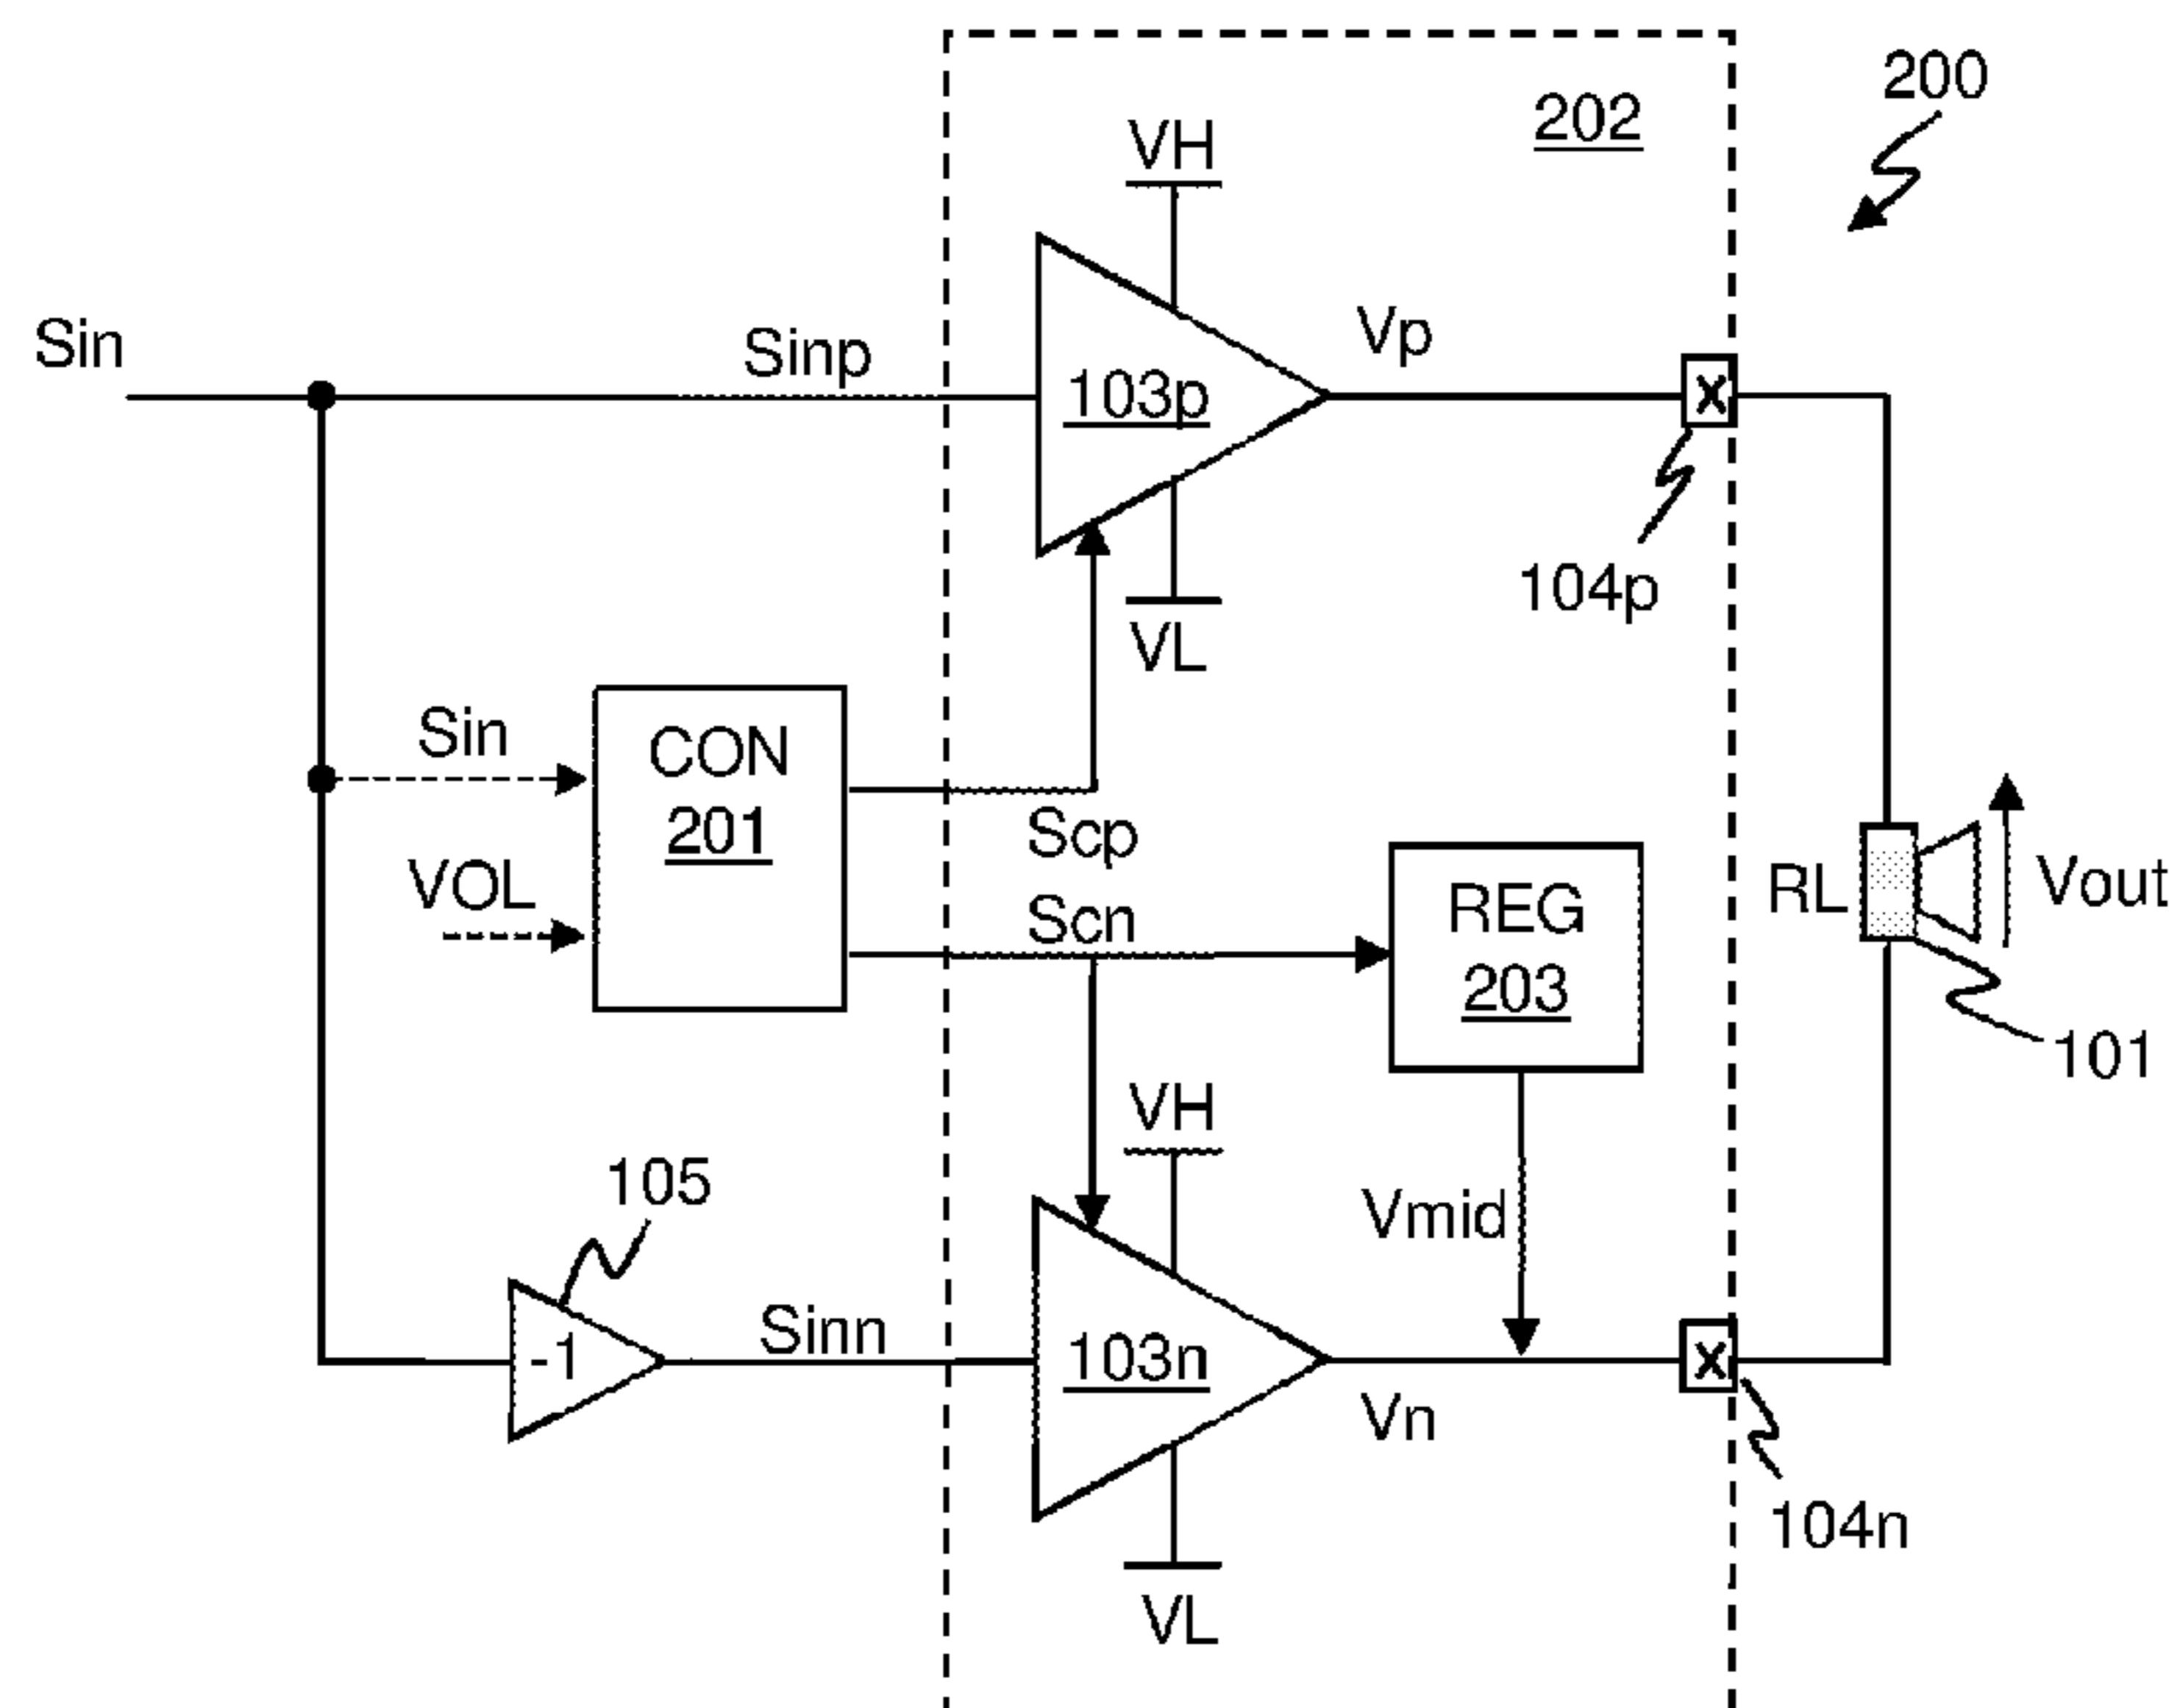 200
202
VH
Sin
Sinp
103p
Vp
x
104p
VL
Sin
CON
201
VOL
Scp
Scn
REG
203
RL
Vout
101
VH
105
Vmid
-1
Sinn
103n
x
Vn
104n
VL